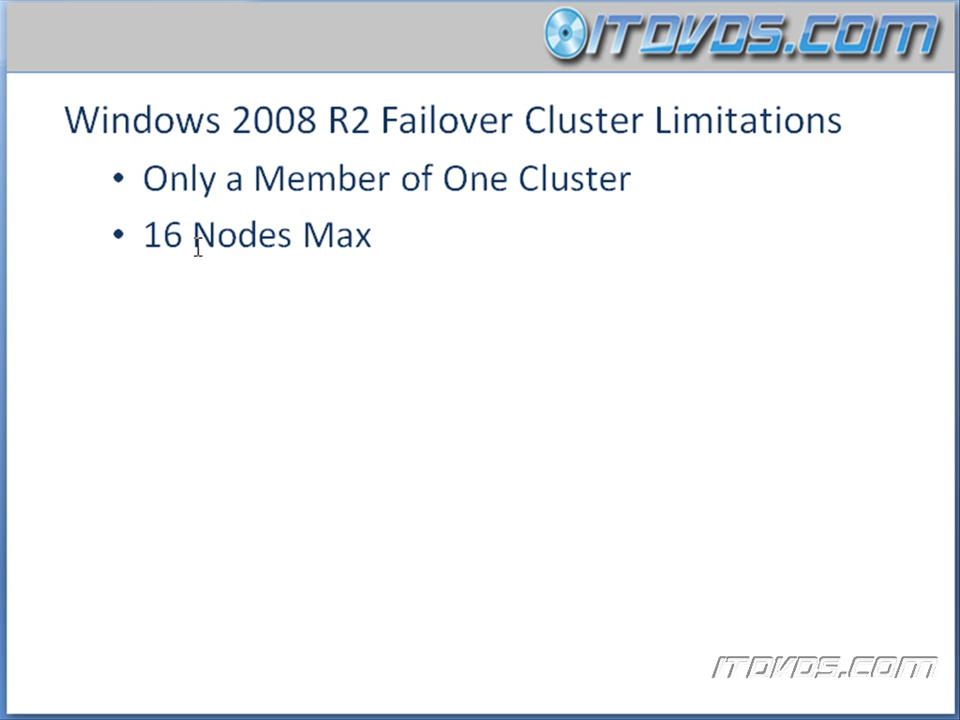 ITDVDS.COM
Windows 2008 R2 Failover Cluster Limitations
• Only a Member of One Cluster
• 16 Nodes Max
ITDVDS.COM